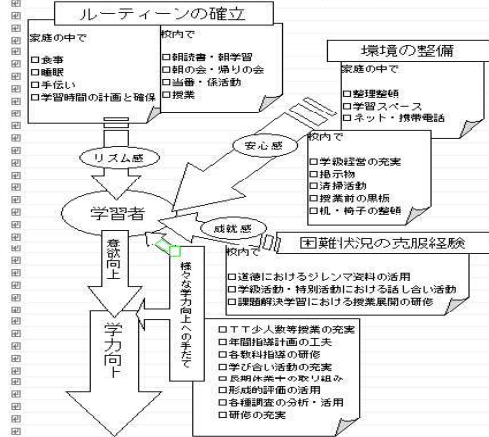 ルーティーンの確立
家庭の中で
□食事
□睡眠
□手伝い
□学習時間の計画と確保
校内で
□朝読書・朝学習
□朝の会・帰りの会
□当番・係活動
□授業
環境の整備
家庭の中で
□整理整頓
□学習スペース
□ネット・携帯電話
校内で
□学級経営の充実
□掲示物
□清掃活動
□授業前の黒板
□机・椅子の整頓
リズム感
安心感
学習者
成就感
困難状況の克服経験
校内で
□道徳におけるジレンマ資料の活用
□学級活動・特別活動における話し合い活動
□課題解決学習における授業展開の研修
意欲向上
様々な学力向上への手だて
学力向上
□TT少人数等授業の充実
□年間指導計画の工夫
□各教科指導の研修
□学び合い活動の充実
□長期休業中の取り組み
□形成的評価の活用
□各種調査の分析・活用
□研修の充実